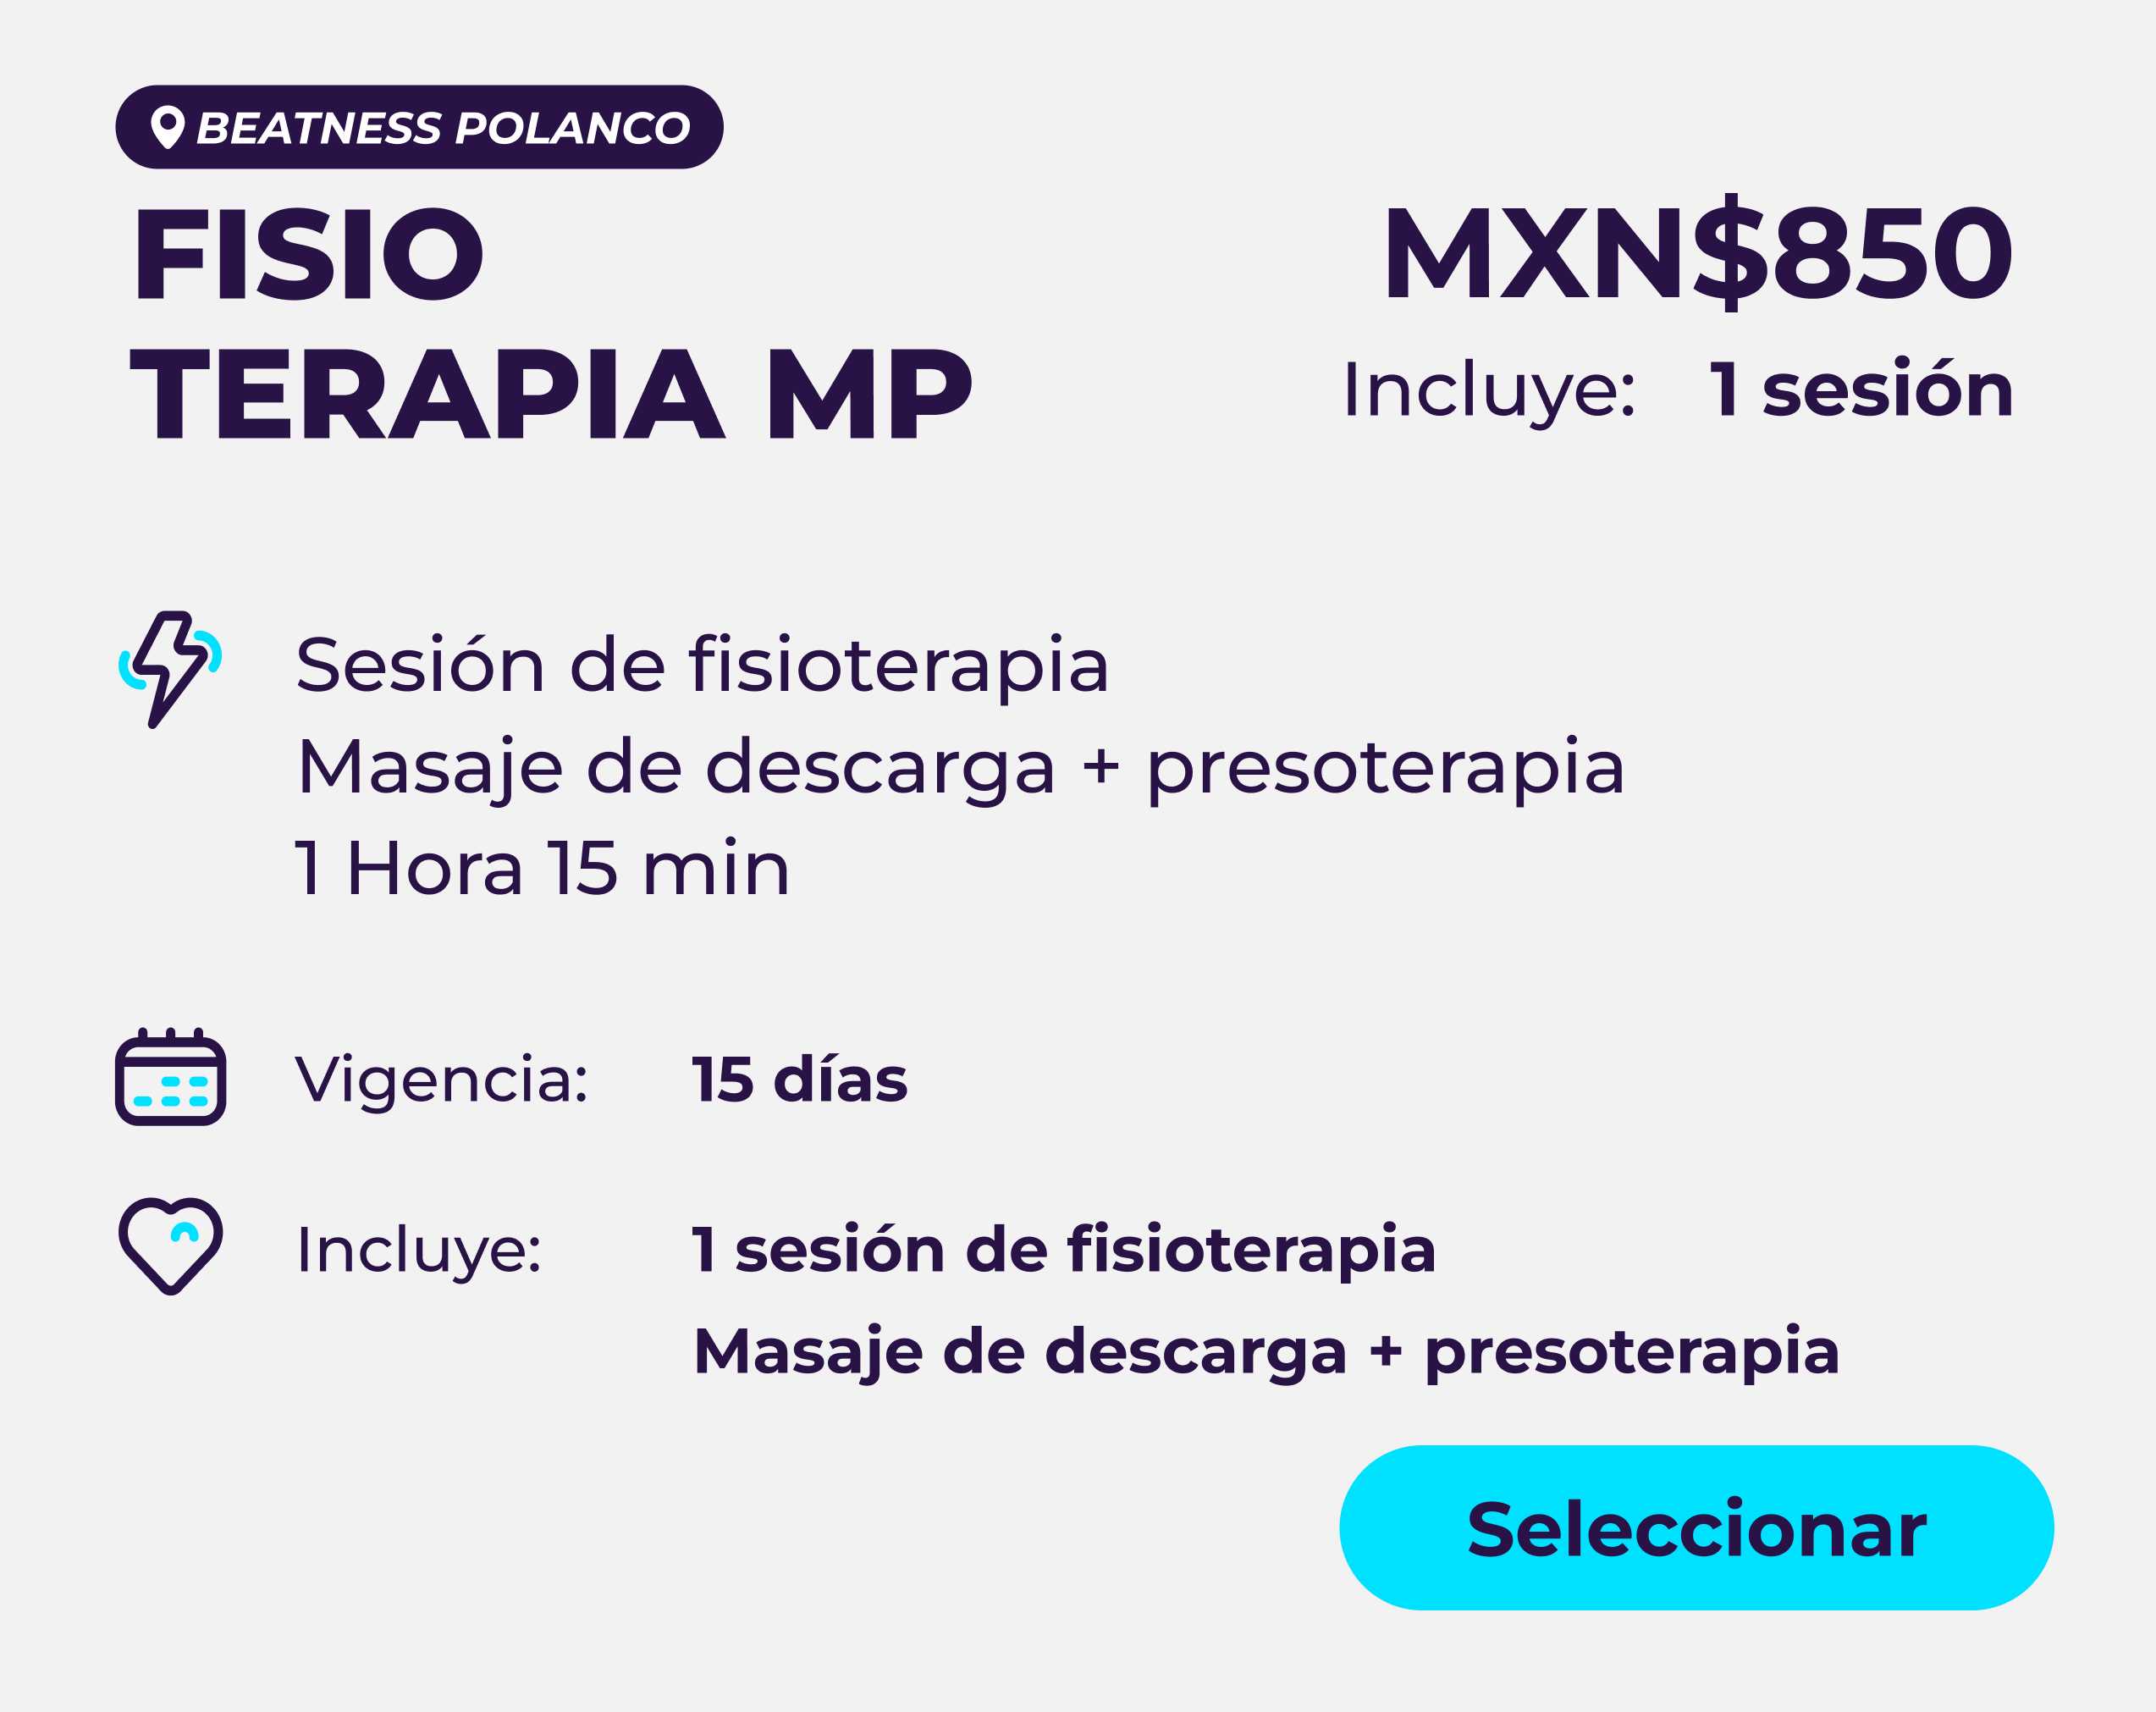 BEATNESS POLANCO
FISIO
TERAPIA MP
MXN$850
Incluye: 1 sesión
Sesión de fisioterapia
Masaje de descarga + presoterapia
1 Hora 15 min
Vigencia: 15 días
Incluye: 1 sesión de fisioterapia
Masaje de descarga + presoterapia
Seleccionar